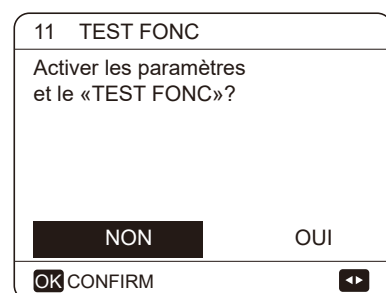 11 TEST FONC
Activer les paramètres
et le «TEST FONC»?
NON OUI
OK CONFIRM